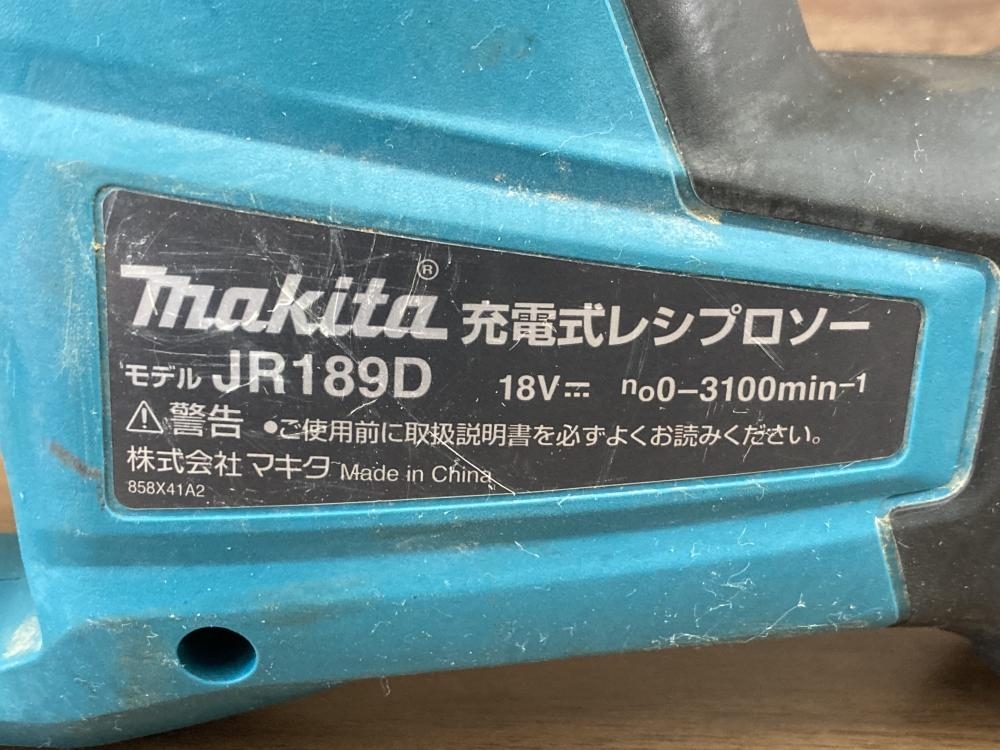 makita® 充電式レシプロソー
モデル JR189D 18V⎓ n₀0-3100min⁻¹
⚠警告 ●ご使用前に取扱説明書を必ずよくお読みください。
株式会社 マキタ Made in China
858X41A2